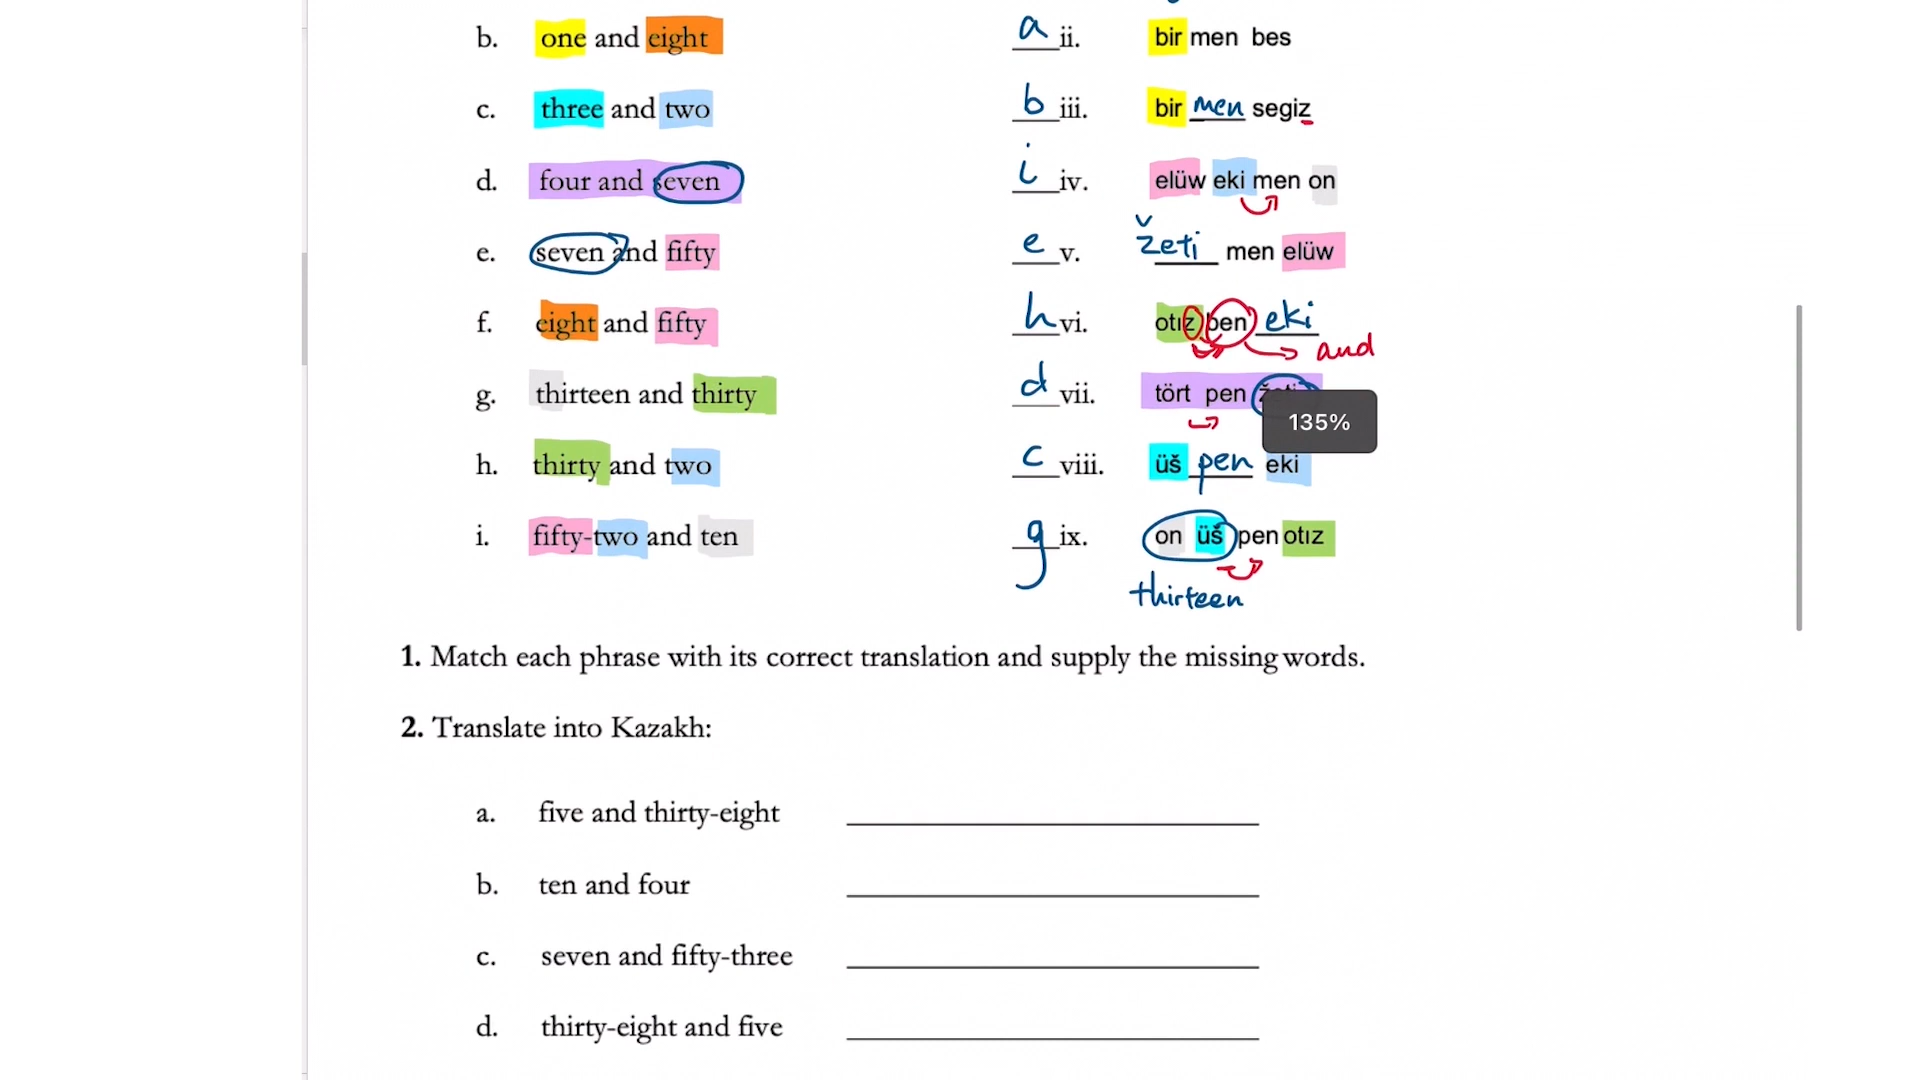 b. one and eight a ii. bir men bes
c. three and two b iii. bir men segiz
d. four and seven i iv. elüw eki men on
e. seven and fifty e v. žeti men elüw
f. eight and fifty h vi. otız ben eki
and
g. thirteen and thirty d vii. tört pen žeti
135%
h. thirty and two c viii. üš pen eki
i. fifty-two and ten g ix. on üš pen otız
thirteen
1. Match each phrase with its correct translation and supply the missing words.
2. Translate into Kazakh:
a. five and thirty-eight
b. ten and four
c. seven and fifty-three
d. thirty-eight and five